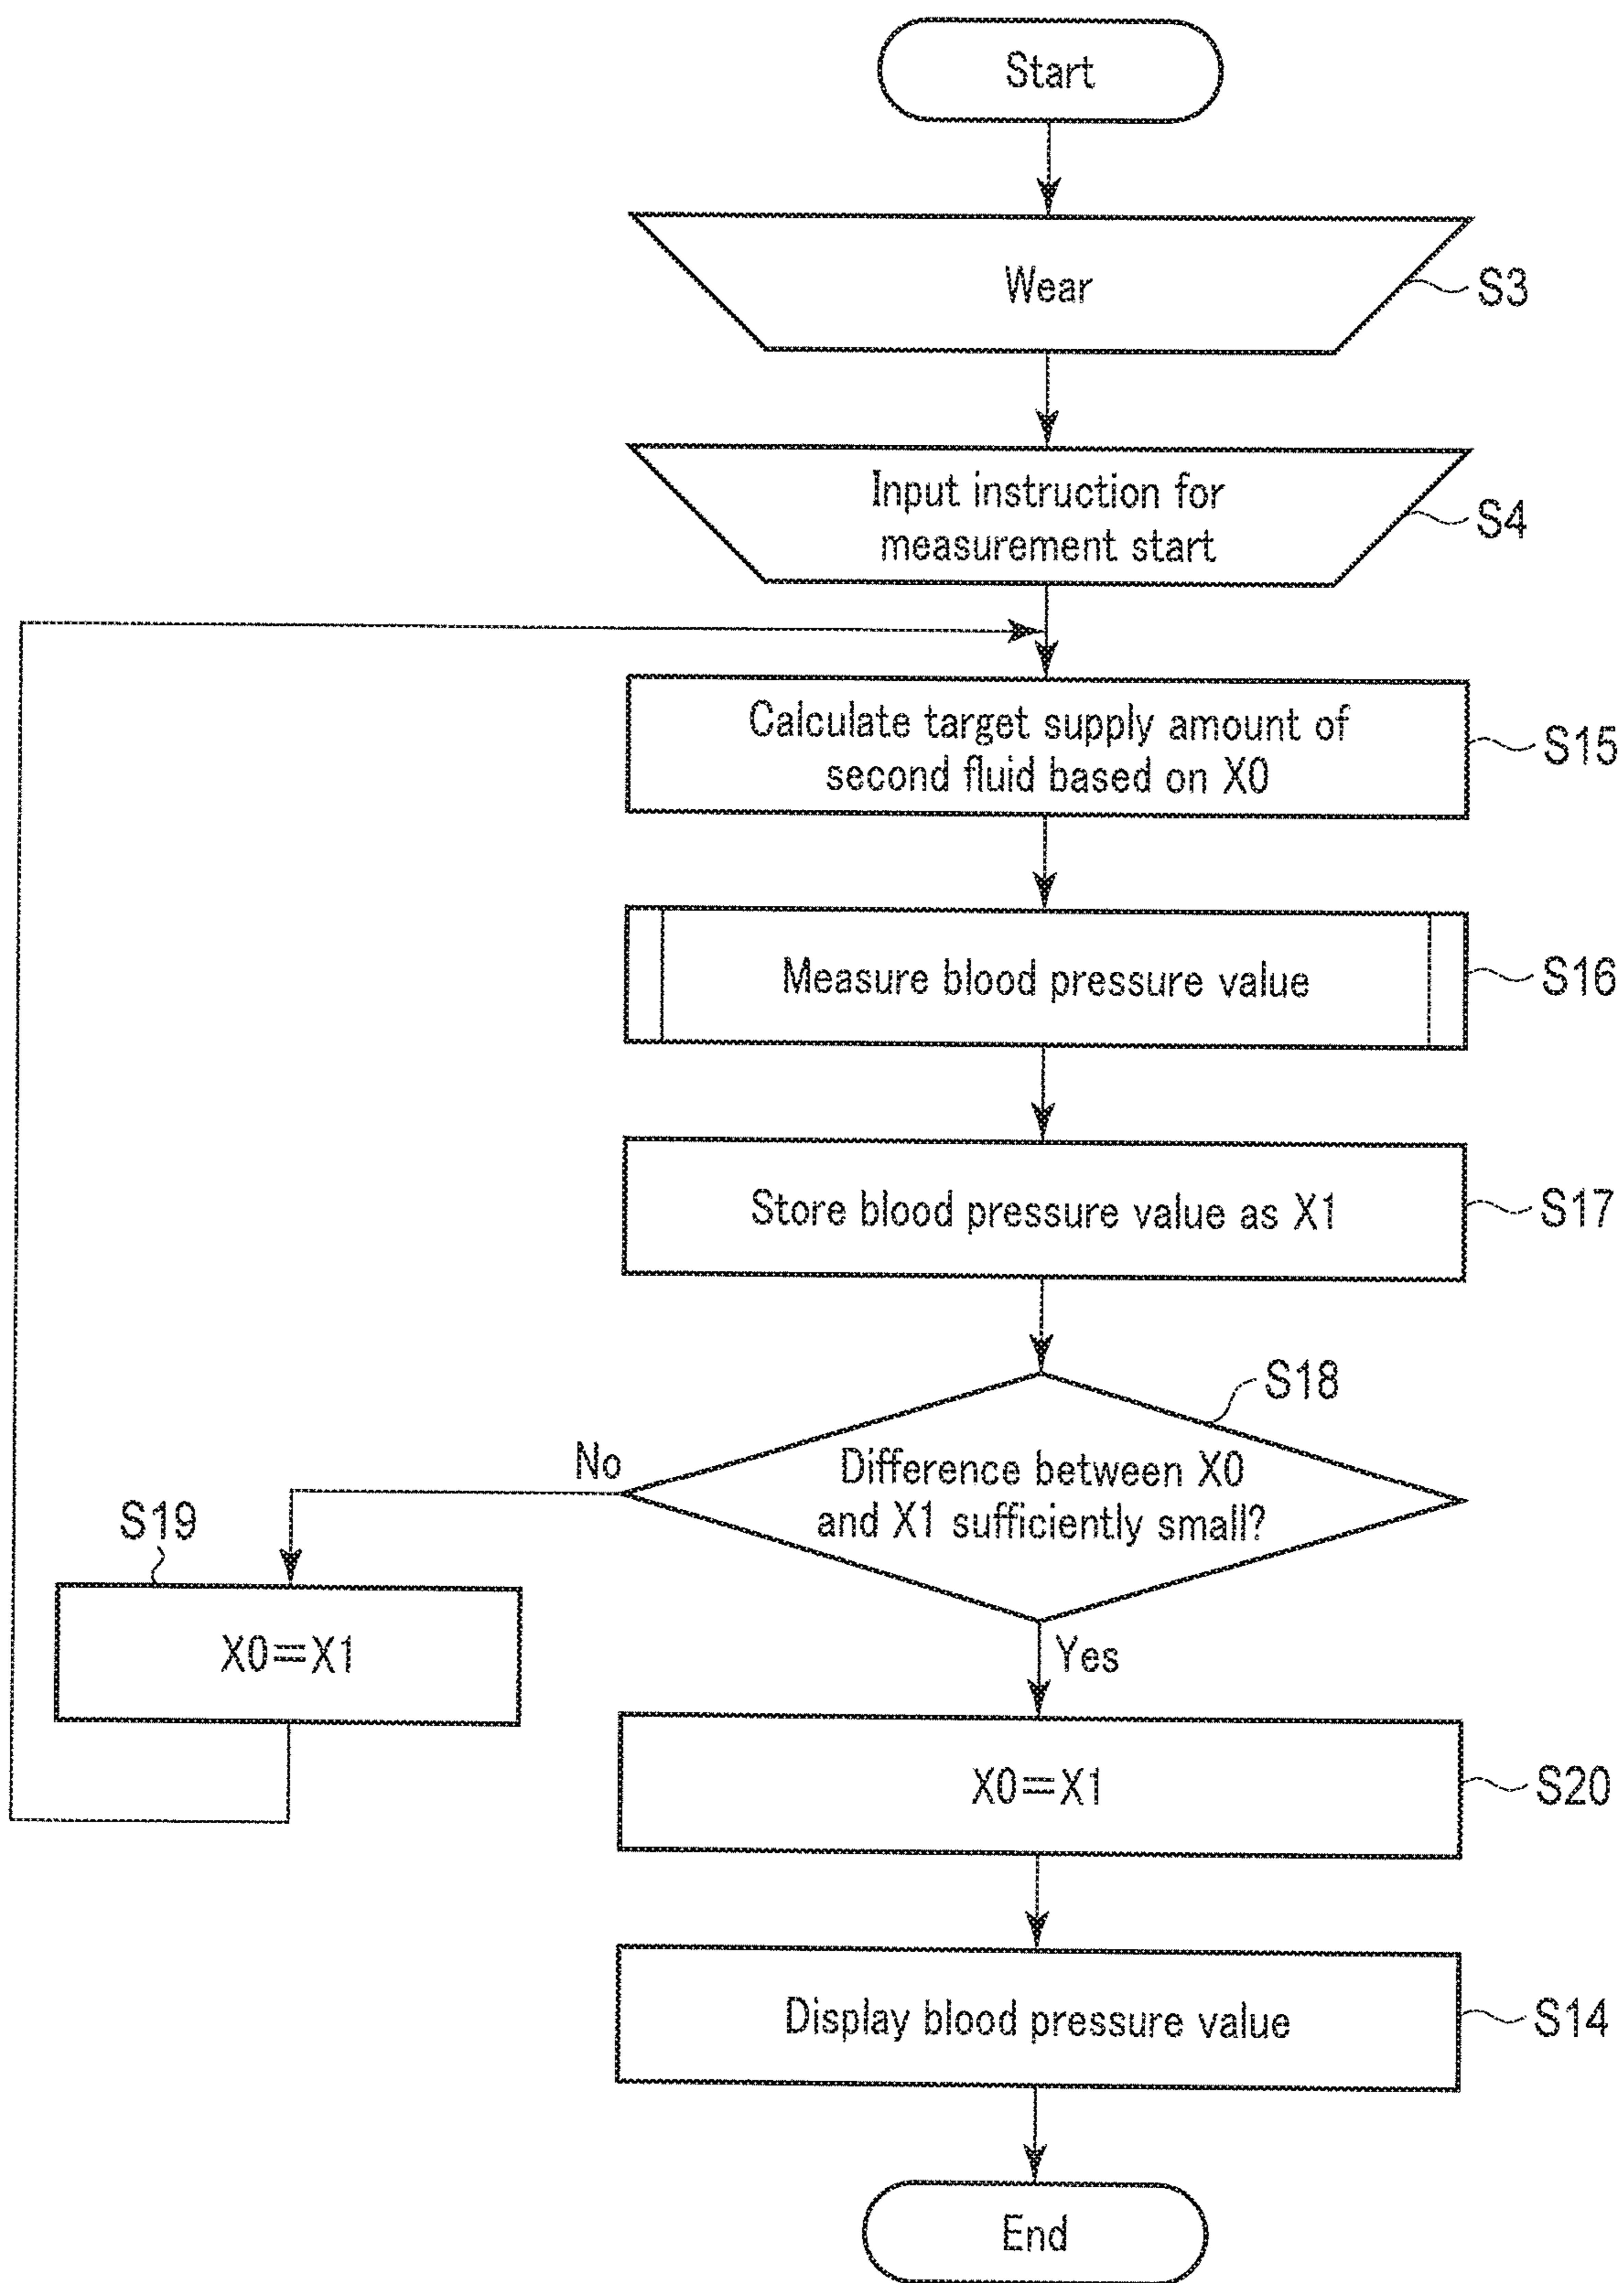 Start
Wear
S3
Input instruction for
measurement start
S4
Calculate target supply amount of
second fluid based on X0
S15
Measure blood pressure value
S16
Store blood pressure value as X1
S17
S18
Difference between X0
and X1 sufficiently small?
No
S19
X0=X1
Yes
X0=X1
S20
Display blood pressure value
S14
End